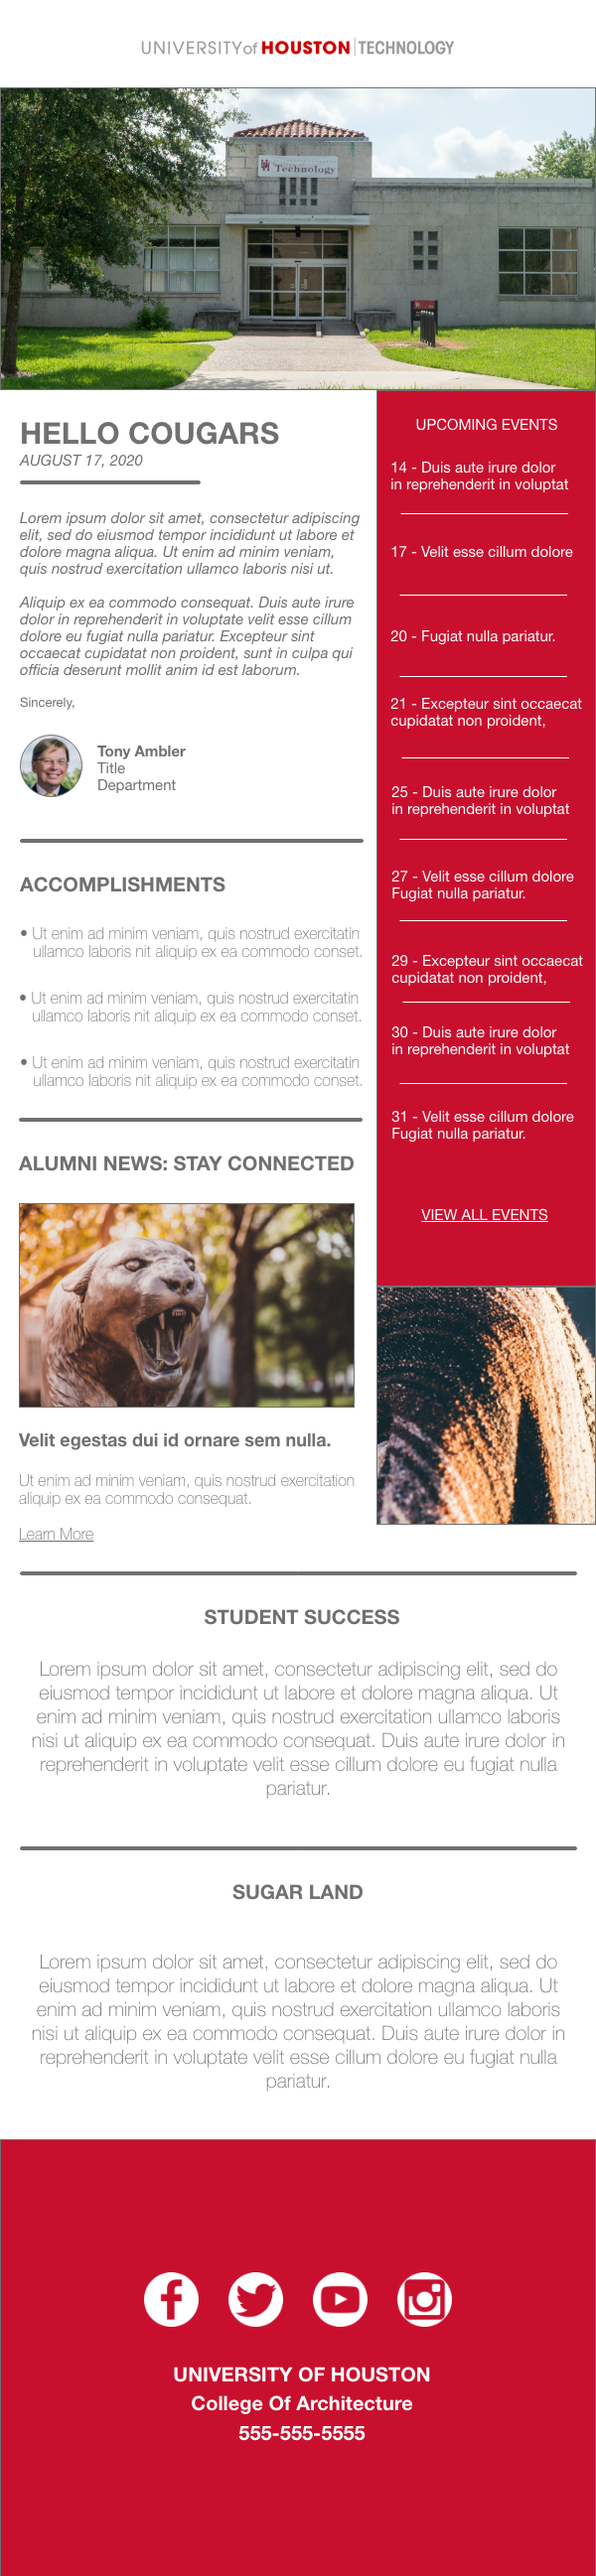 UNIVERSITYof HOUSTON | TECHNOLOGY
Technology
HELLO COUGARS
AUGUST 17, 2020
Lorem ipsum dolor sit amet, consectetur adipiscing
elit, sed do eiusmod tempor incididunt ut labore et
dolore magna aliqua. Ut enim ad minim veniam,
quis nostrud exercitation ullamco laboris nisi ut.
Aliquip ex ea commodo consequat. Duis aute irure
dolor in reprehenderit in voluptate velit esse cillum
dolore eu fugiat nulla pariatur. Excepteur sint
occaecat cupidatat non proident, sunt in culpa qui
officia deserunt mollit anim id est laborum.
Sincerely,
Tony Ambler
Title
Department
ACCOMPLISHMENTS
• Ut enim ad minim veniam, quis nostrud exercitatin
ullamco laboris nit aliquip ex ea commodo conset.
• Ut enim ad minim veniam, quis nostrud exercitatin
ullamco laboris nit aliquip ex ea commodo conset.
• Ut enim ad minim veniam, quis nostrud exercitatin
ullamco laboris nit aliquip ex ea commodo conset.
ALUMNI NEWS: STAY CONNECTED
Velit egestas dui id ornare sem nulla.
Ut enim ad minim veniam, quis nostrud exercitation
aliquip ex ea commodo consequat.
Learn More
UPCOMING EVENTS
14 - Duis aute irure dolor
in reprehenderit in voluptat
17 - Velit esse cillum dolore
20 - Fugiat nulla pariatur.
21 - Excepteur sint occaecat
cupidatat non proident,
25 - Duis aute irure dolor
in reprehenderit in voluptat
27 - Velit esse cillum dolore
Fugiat nulla pariatur.
29 - Excepteur sint occaecat
cupidatat non proident,
30 - Duis aute irure dolor
in reprehenderit in voluptat
31 - Velit esse cillum dolore
Fugiat nulla pariatur.
VIEW ALL EVENTS
STUDENT SUCCESS
Lorem ipsum dolor sit amet, consectetur adipiscing elit, sed do
eiusmod tempor incididunt ut labore et dolore magna aliqua. Ut
enim ad minim veniam, quis nostrud exercitation ullamco laboris
nisi ut aliquip ex ea commodo consequat. Duis aute irure dolor in
reprehenderit in voluptate velit esse cillum dolore eu fugiat nulla
pariatur.
SUGAR LAND
Lorem ipsum dolor sit amet, consectetur adipiscing elit, sed do
eiusmod tempor incididunt ut labore et dolore magna aliqua. Ut
enim ad minim veniam, quis nostrud exercitation ullamco laboris
nisi ut aliquip ex ea commodo consequat. Duis aute irure dolor in
reprehenderit in voluptate velit esse cillum dolore eu fugiat nulla
pariatur.
UNIVERSITY OF HOUSTON
College Of Architecture
555-555-5555